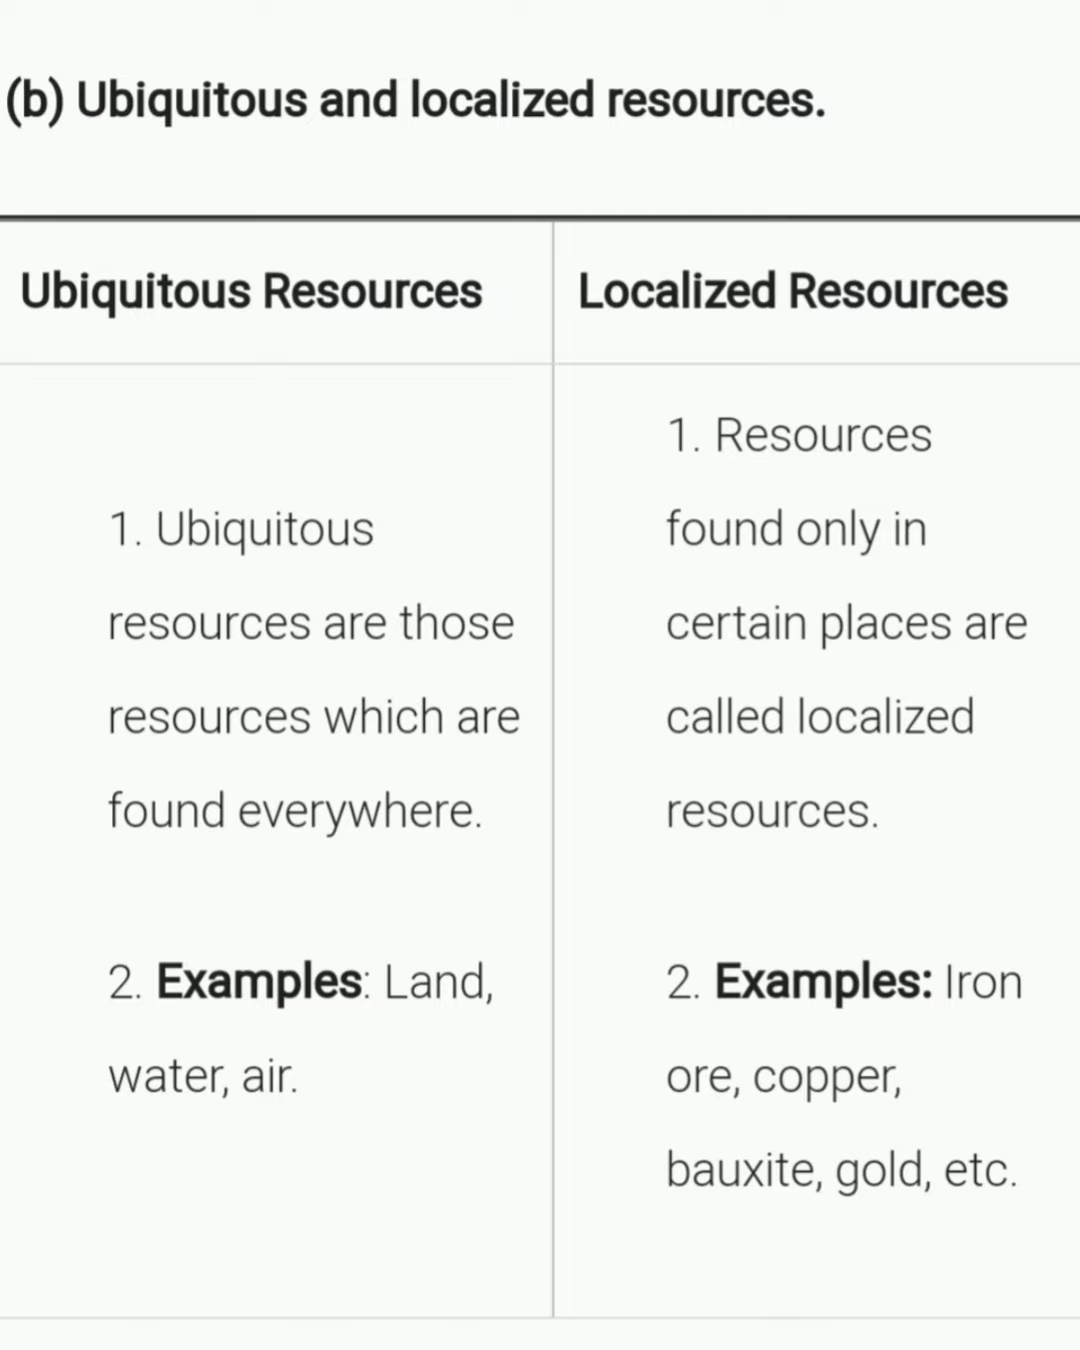 (b) Ubiquitous and localized resources.
Ubiquitous Resources
Localized Resources
1. Ubiquitous
resources are those
resources which are
found everywhere.
2. Examples: Land,
water, air.
1. Resources
found only in
certain places are
called localized
resources.
2. Examples: Iron
ore, copper,
bauxite, gold, etc.